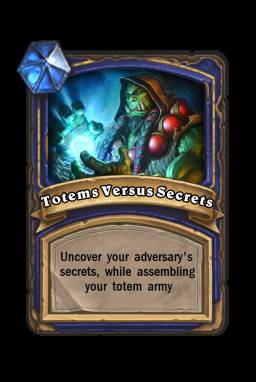 Totems Versus Secrets
Uncover your adversary's
secrets, while assembling
your totem army